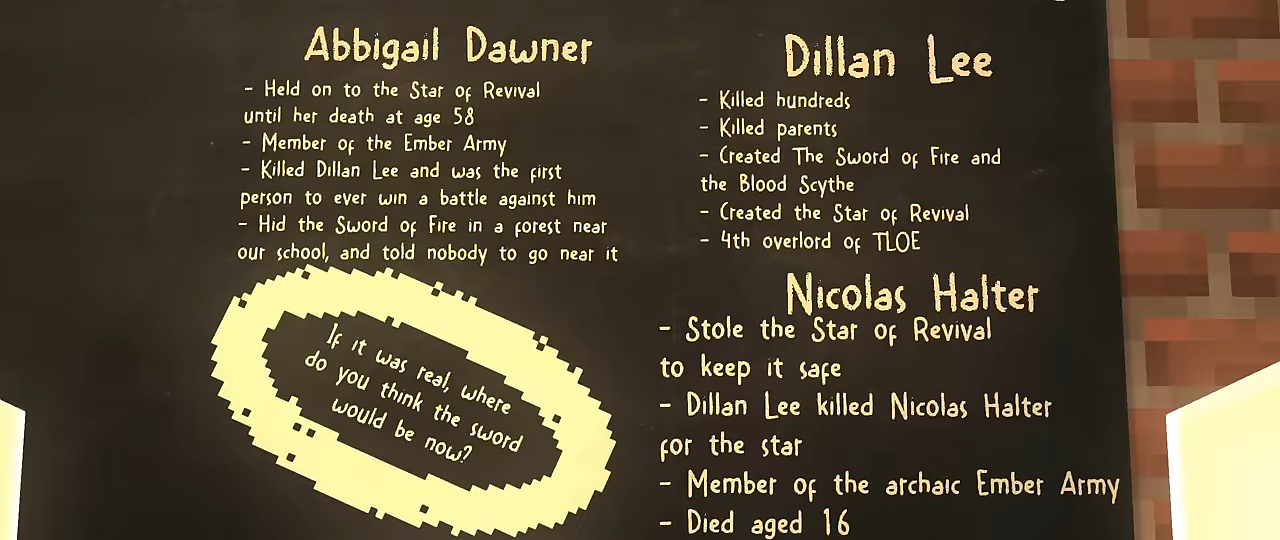 Abbigail Dawner
- Held on to the Star of Revival
until her death at age 58
- Member of the Ember Army
- Killed Dillan Lee and was the first
person to ever win a battle against him
- Hid the Sword of Fire in a forest near
our school, and told nobody to go near it
If it was real, where
do you think the sword
would be now?
Dillan Lee
- Killed hundreds
- Killed parents
- Created The Sword of Fire and
the Blood Scythe
- Created the Star of Revival
- 4th overlord of TLOE
Nicolas Halter
- Stole the Star of Revival
to keep it safe
- Dillan Lee killed Nicolas Halter
for the star
- Member of the archaic Ember Army
- Died aged 16